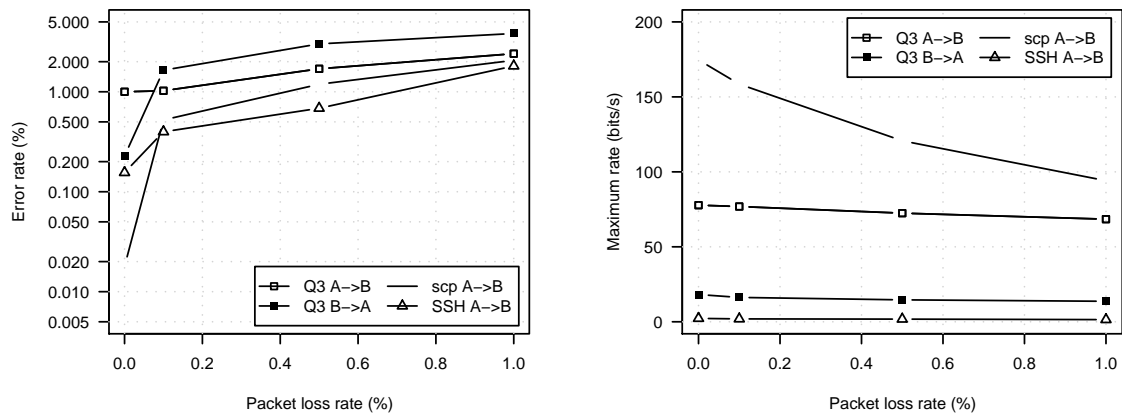 5.000
2.000
1.000
0.500
0.200
0.100
0.050
0.020
0.010
0.005
Error rate (%)
Q3 A−>B scp A−>B
Q3 B−>A SSH A−>B
0.0 0.2 0.4 0.6 0.8 1.0
Packet loss rate (%)
200
150
100
50
0
Maximum rate (bits/s)
Q3 A−>B scp A−>B
Q3 B−>A SSH A−>B
0.0 0.2 0.4 0.6 0.8 1.0
Packet loss rate (%)